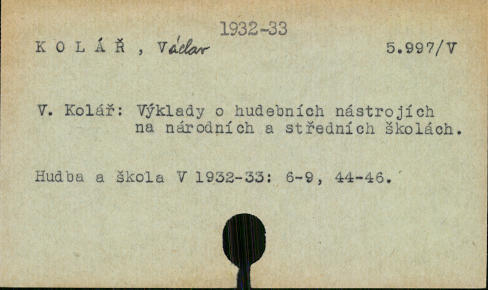 1932-33
KOLÁŘ, Václav 5.997/V
V. Kolář: Výklady o hudebních nástrojích
na národních a středních školách.
Hudba a škola V 1932-33: 6-9, 44-46.